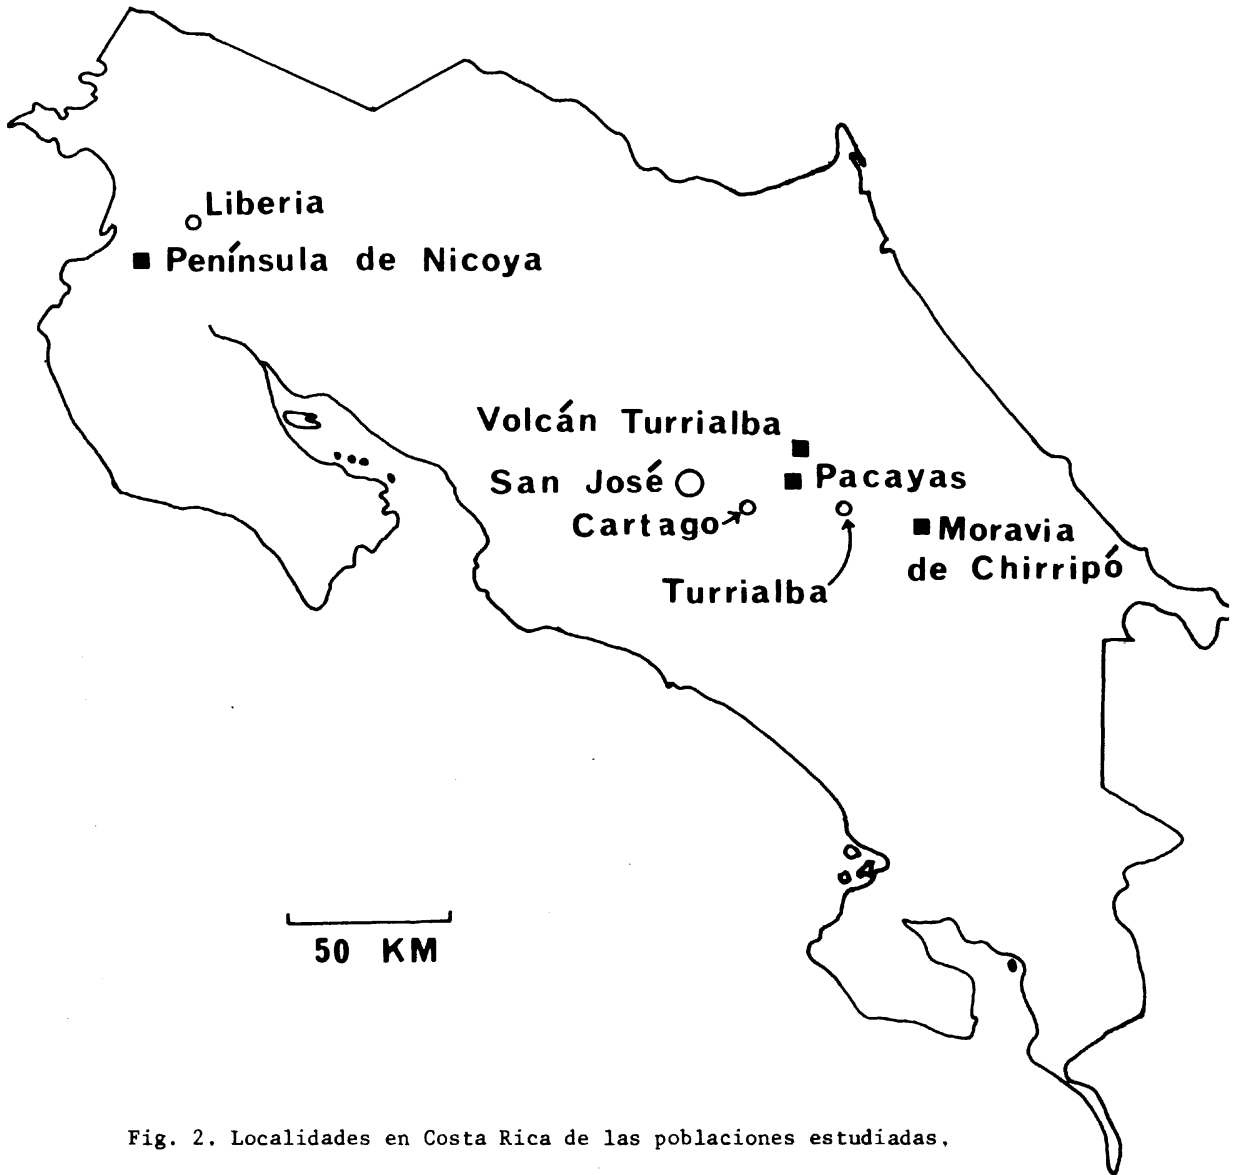 Liberia
Península de Nicoya
Volcán Turrialba
San José
Pacayas
Cartago
Moravia
de Chirripó
Turrialba
50 KM
Fig. 2. Localidades en Costa Rica de las poblaciones estudiadas.